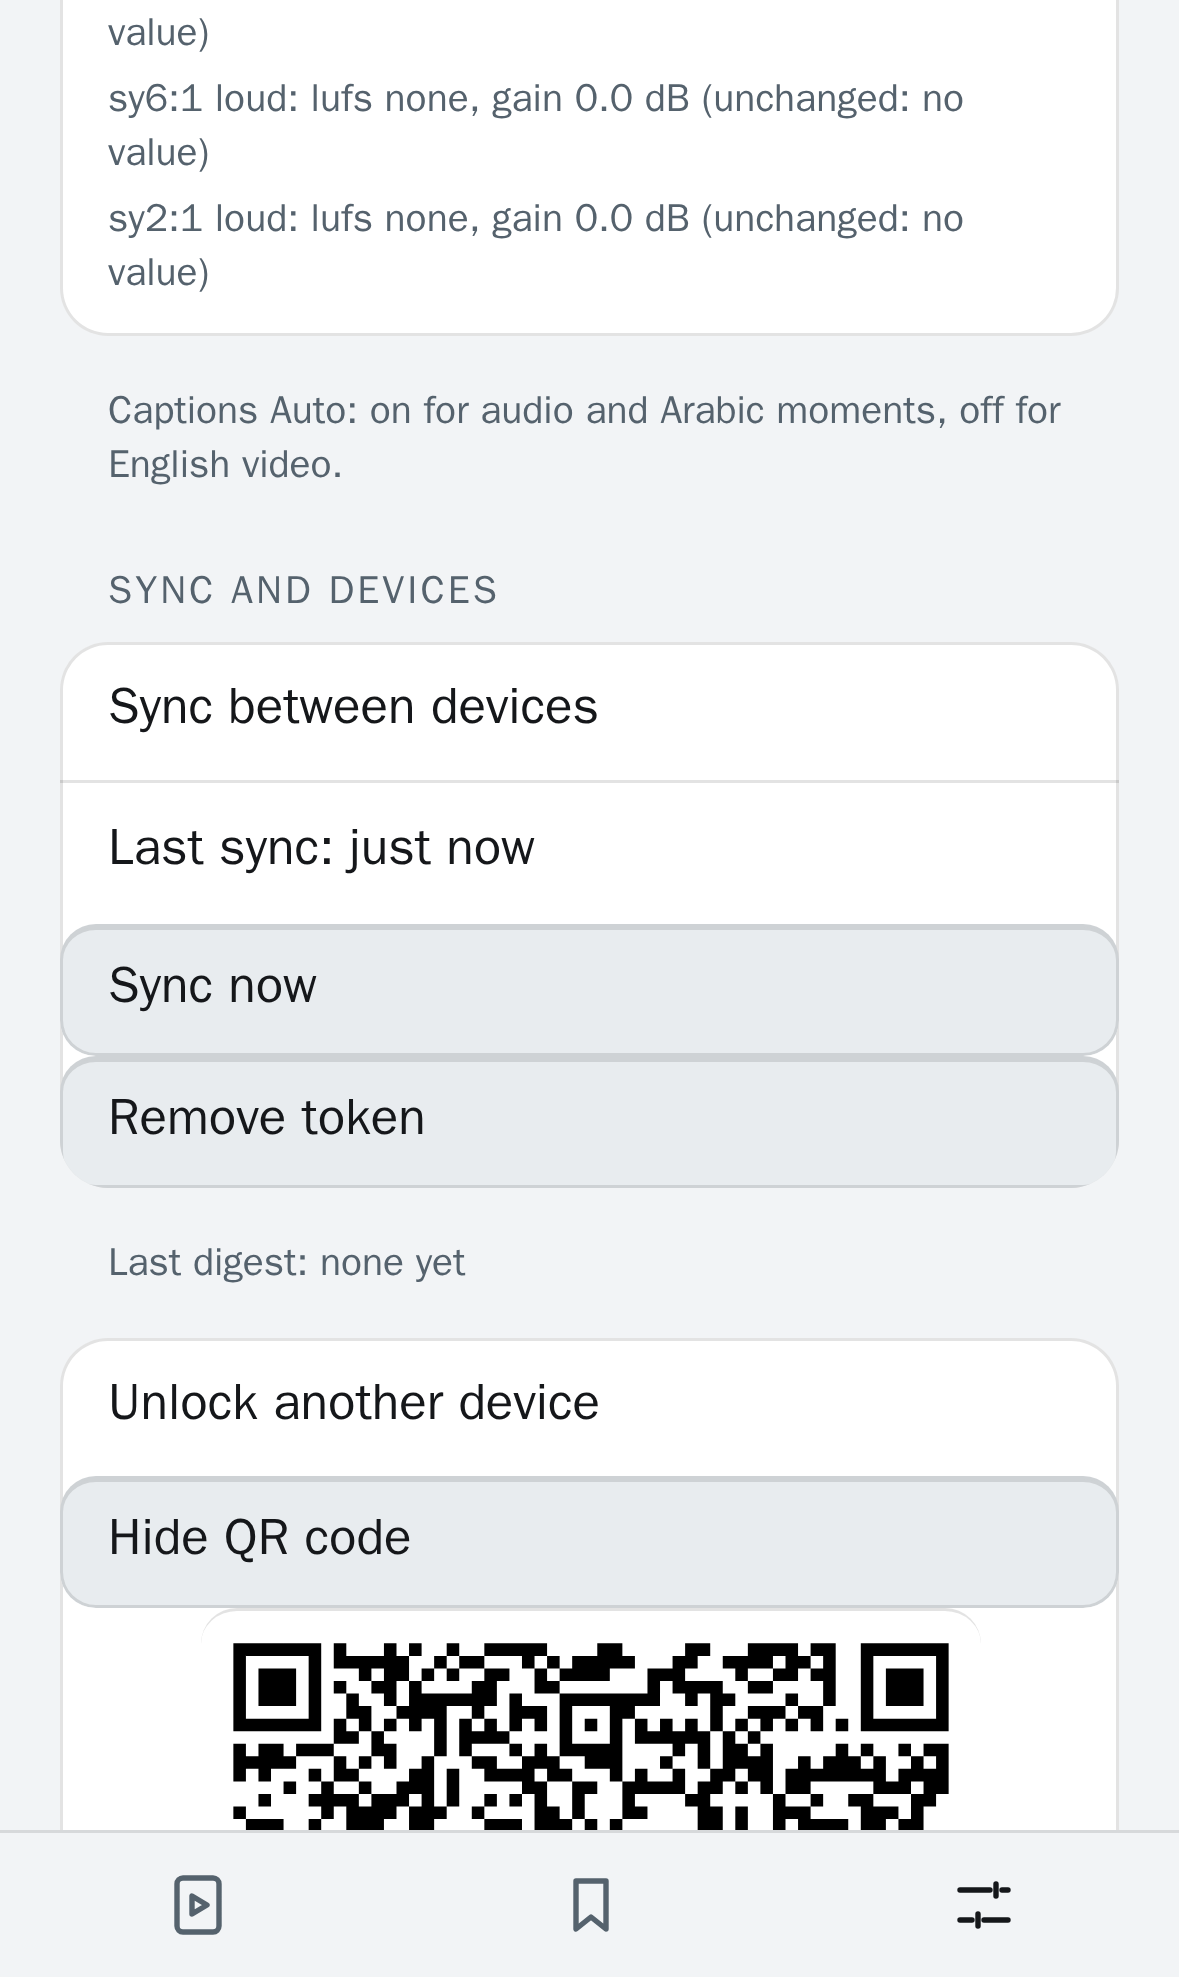 value)
sy6:1 loud: lufs none, gain 0.0 dB (unchanged: no
value)
sy2:1 loud: lufs none, gain 0.0 dB (unchanged: no
value)
Captions Auto: on for audio and Arabic moments, off for
English video.
SYNC AND DEVICES
Sync between devices
Last sync: just now
Sync now
Remove token
Last digest: none yet
Unlock another device
Hide QR code